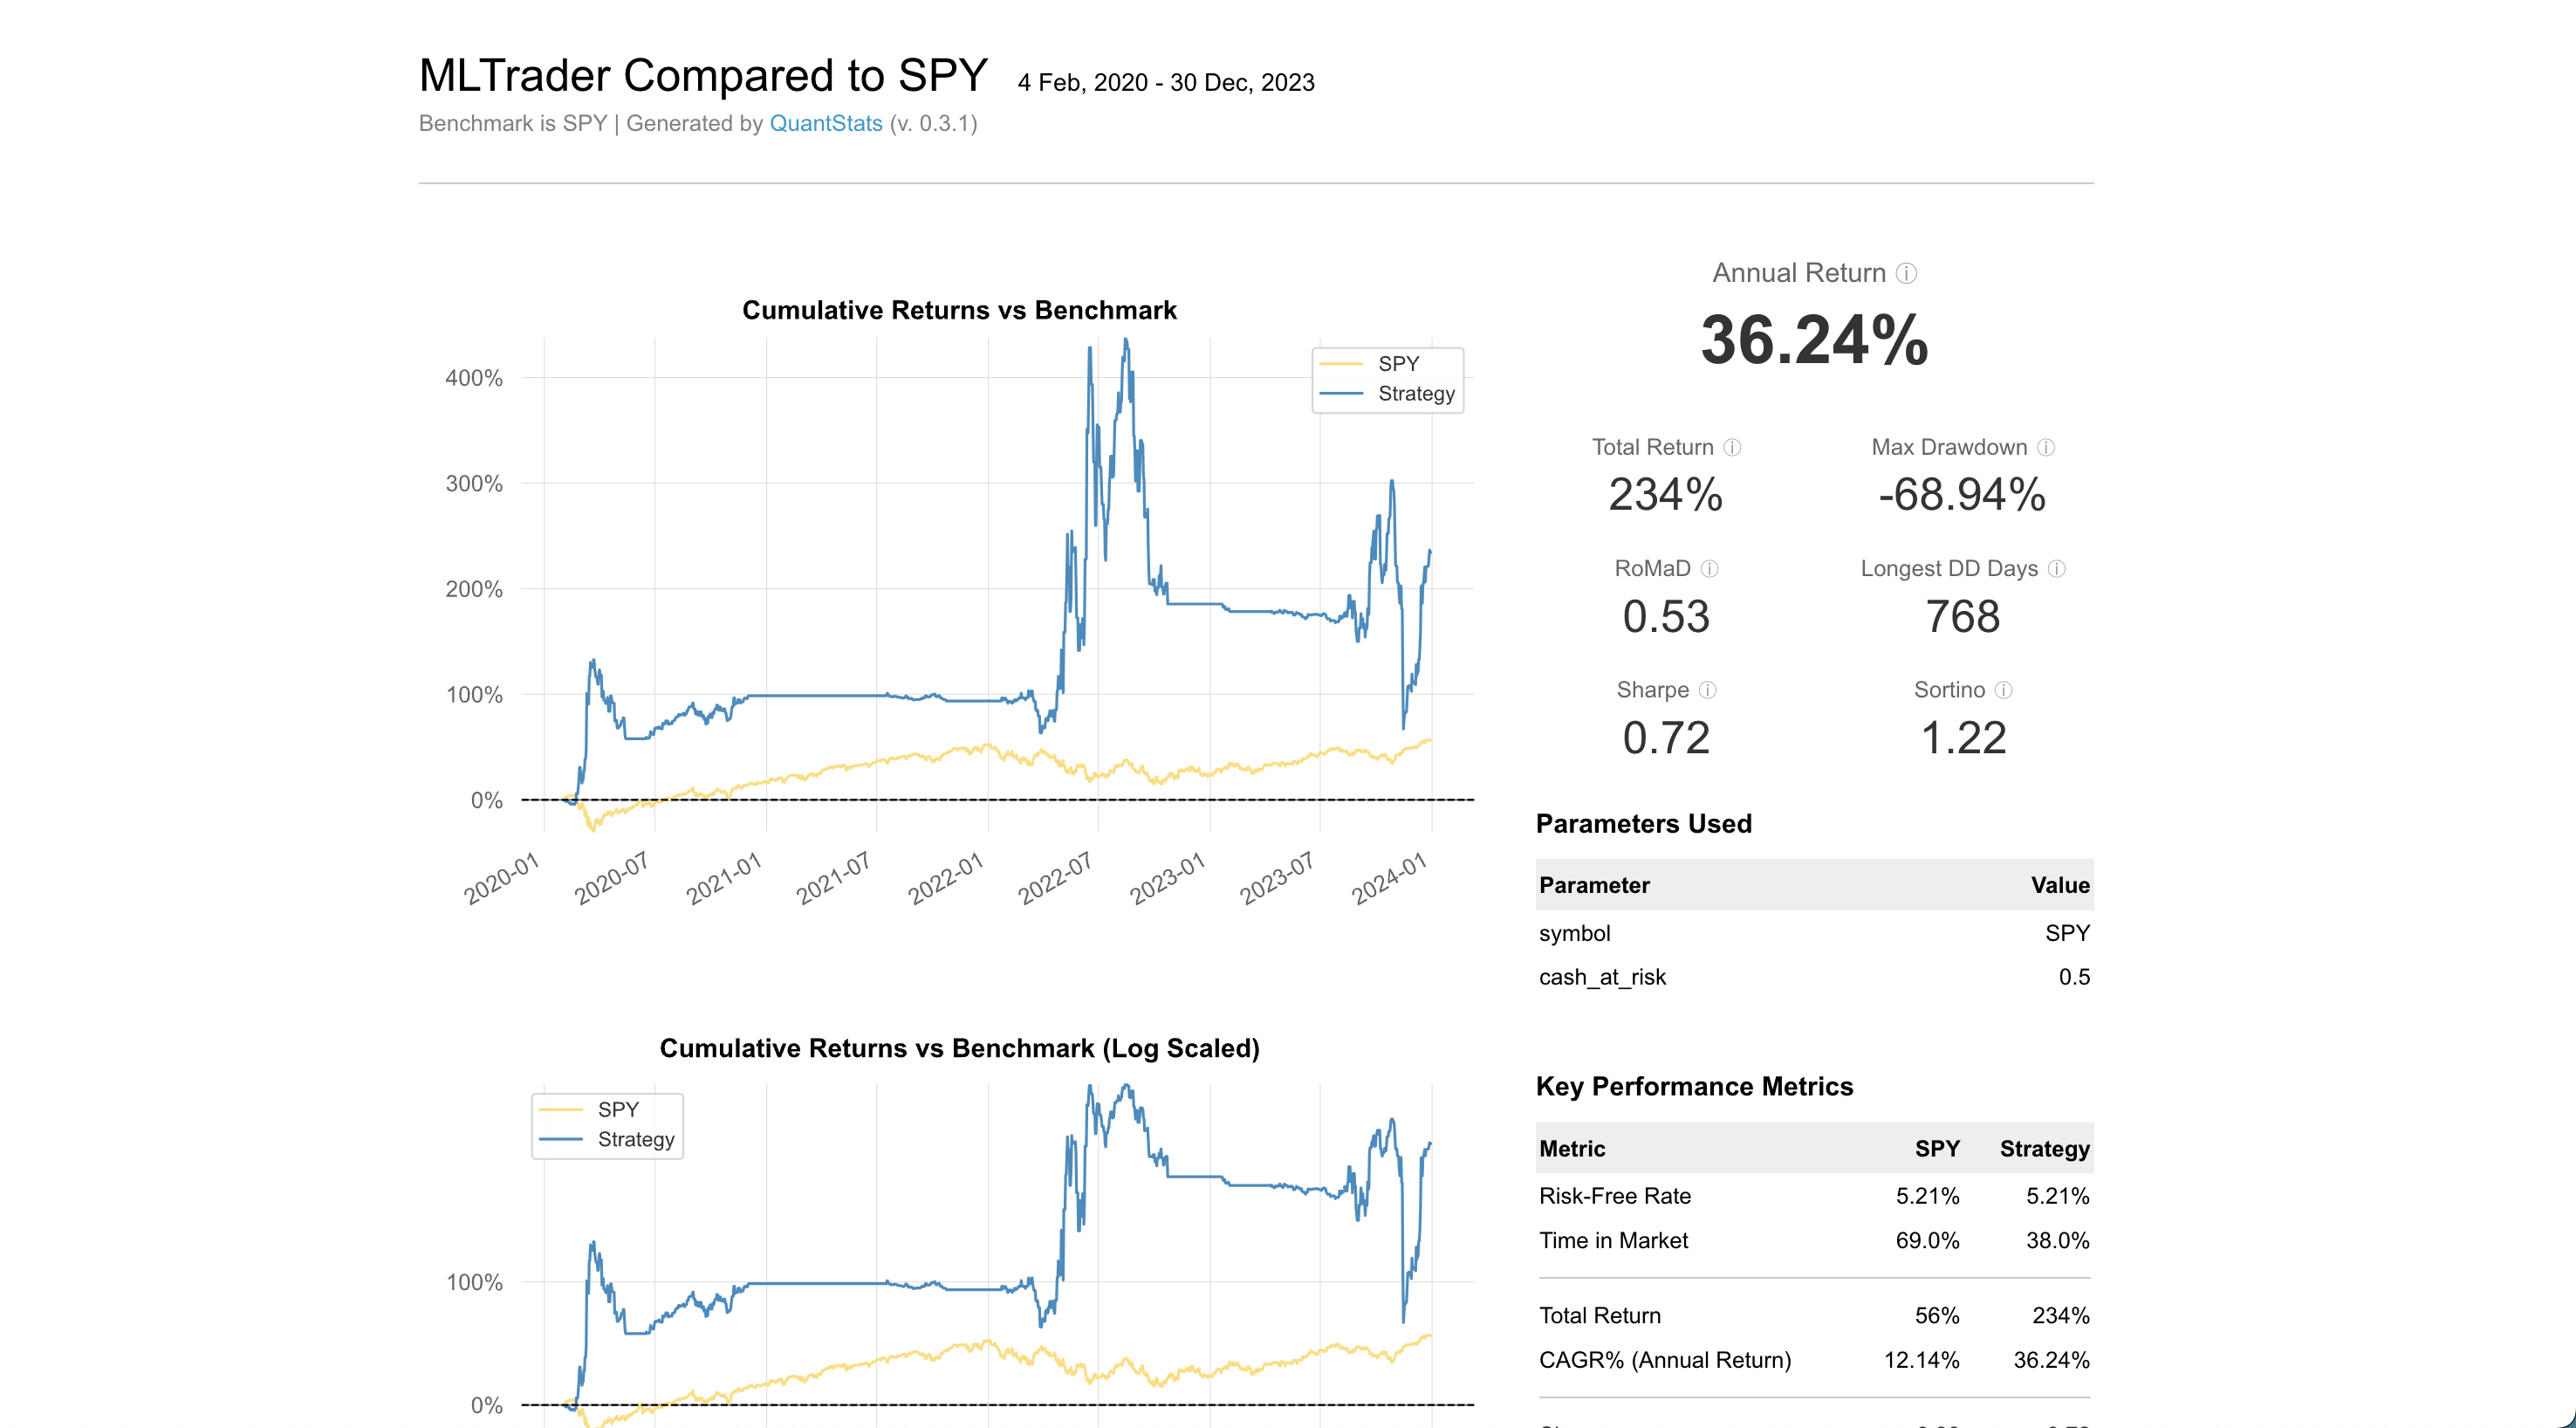 MLTrader Compared to SPY 4 Feb, 2020 - 30 Dec, 2023
Benchmark is SPY | Generated by QuantStats (v. 0.3.1)
Cumulative Returns vs Benchmark
400%
300%
200%
100%
0%
SPY
Strategy
2020-01
2020-07
2021-01
2021-07
2022-01
2022-07
2023-01
2023-07
2024-01
Cumulative Returns vs Benchmark (Log Scaled)
SPY
Strategy
100%
0%
Annual Return ⓘ
36.24%
Total Return ⓘ Max Drawdown ⓘ
234% -68.94%
RoMaD ⓘ Longest DD Days ⓘ
0.53 768
Sharpe ⓘ Sortino ⓘ
0.72 1.22
Parameters Used
Parameter Value
symbol SPY
cash_at_risk 0.5
Key Performance Metrics
Metric SPY Strategy
Risk-Free Rate 5.21% 5.21%
Time in Market 69.0% 38.0%
Total Return 56% 234%
CAGR% (Annual Return) 12.14% 36.24%